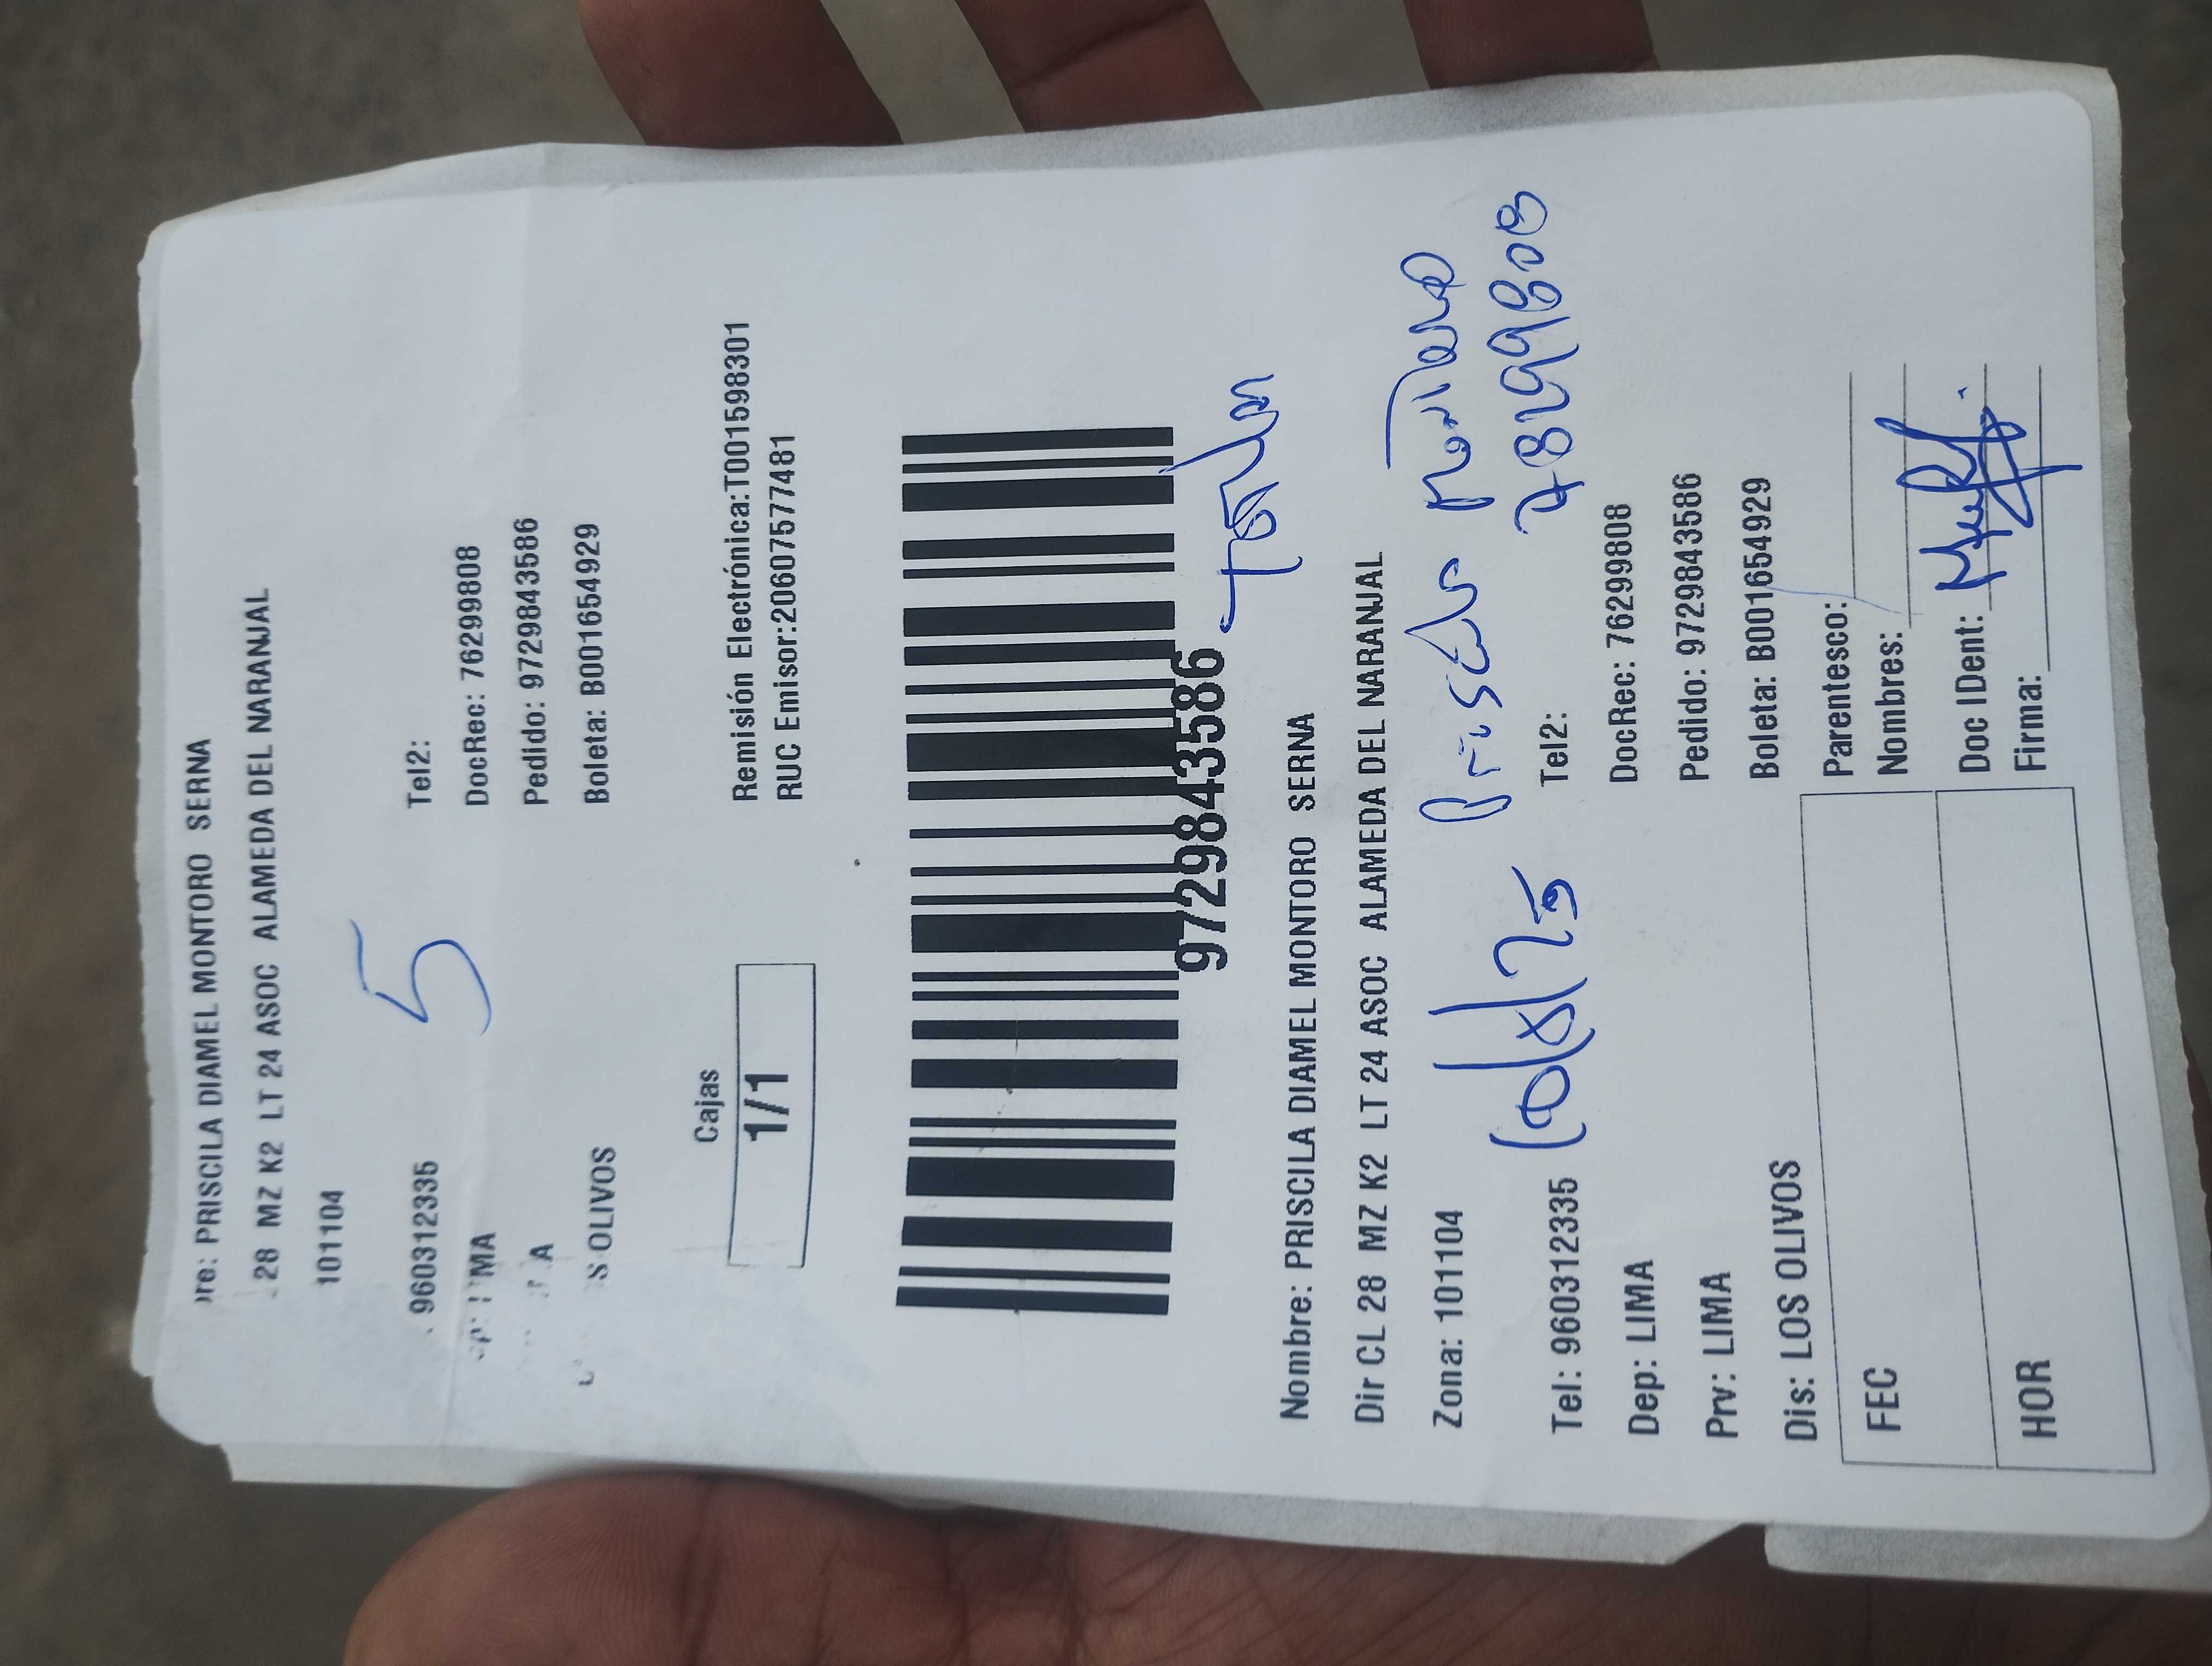 re: PRISCILA DIAMEL MONTORO SERNA
28 MZ K2 LT 24 ASOC ALAMEDA DEL NARANJAL
101104
5
960312335 Tel2:
MA DocRec: 76299808
A Pedido: 9729843586
S OLIVOS Boleta: B001654929
Cajas
1/1
Remisión Electrónica:T001598301
RUC Emisor:20607577481
9729843586
Nombre: PRISCILA DIAMEL MONTORO SERNA
Dir CL 28 MZ K2 LT 24 ASOC ALAMEDA DEL NARANJAL
Zona: 101104
Tel: 960312335 Tel2:
Dep: LIMA DocRec: 76299808
Prv: LIMA Pedido: 9729843586
Dis: LOS OLIVOS Boleta: B001654929
FEC
HOR
Parentesco:
Nombres:
Doc IDent:
Firma: